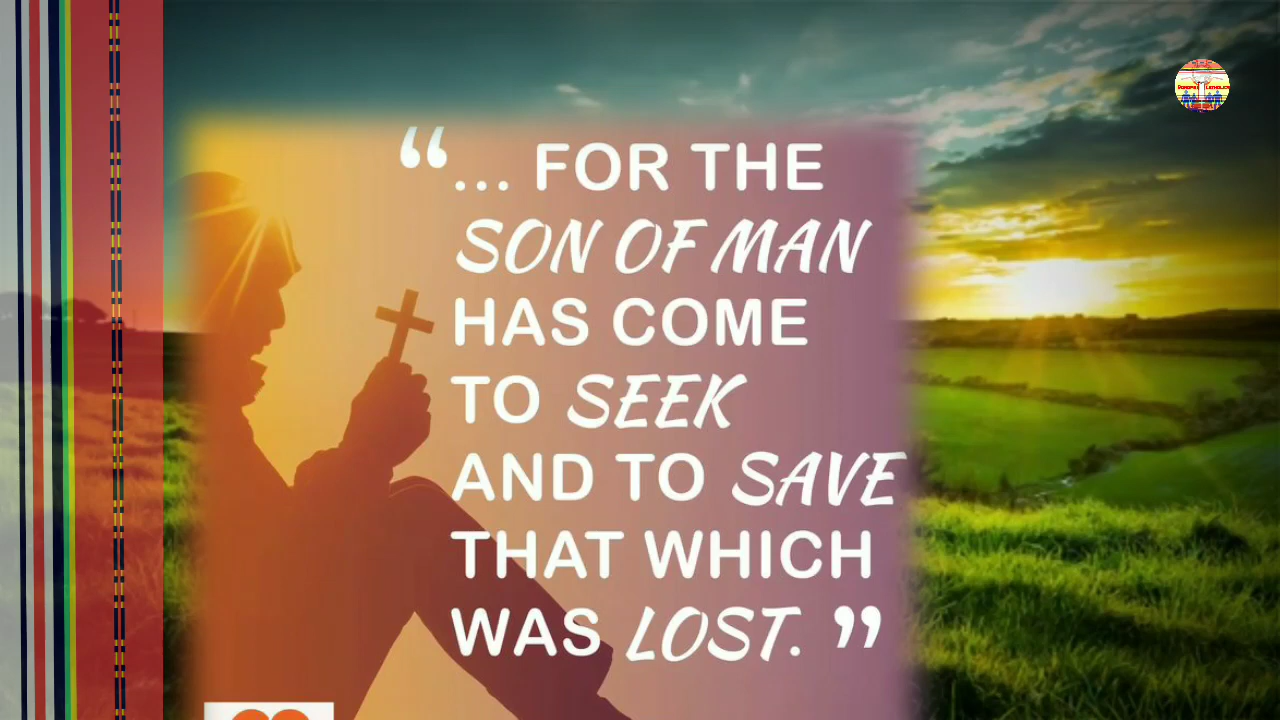 “... FOR THE
SON OF MAN
HAS COME
TO SEEK
AND TO SAVE
THAT WHICH
WAS LOST. ”